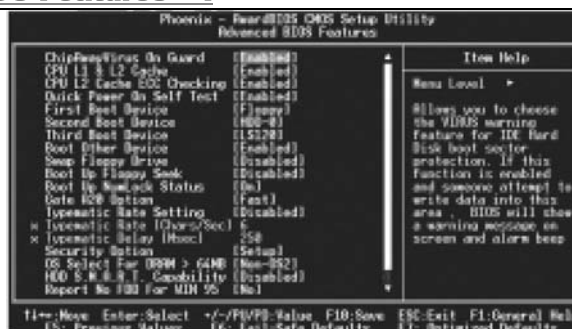 Phoenix - AwardBIOS CMOS Setup Utility
Advanced BIOS Features
ChipAwayVirus On Guard [Enabled]
CPU L1 & L2 Cache [Enabled]
CPU L2 Cache ECC Checking [Enabled]
Quick Power On Self Test [Enabled]
First Boot Device [Floppy]
Second Boot Device [HDD-0]
Third Boot Device [LS120]
Boot Other Device [Enabled]
Swap Floppy Drive [Disabled]
Boot Up Floppy Seek [Disabled]
Boot Up NumLock Status [On]
Gate A20 Option [Fast]
Typematic Rate Setting [Disabled]
x Typematic Rate [Chars/Sec] 6
x Typematic Delay [Msec] 250
Security Option [Setup]
OS Select For DRAM > 64MB [Non-OS2]
HDD S.M.A.R.T. Capability [Disabled]
Report No FDD For WIN 95 [No]
Item Help
Menu Level
Allows you to choose
the VIRUS warning
feature for IDE Hard
Disk boot sector
protection. If this
function is enabled
and someone attempt to
write data into this
area , BIOS will show
a warning message on
screen and alarm beep
:Move Enter:Select +/-/PU/PD:Value F10:Save ESC:Exit F1:General Hel
F5: Previous Values F6: Fail-Safe Defaults F7: Optimized Defaults